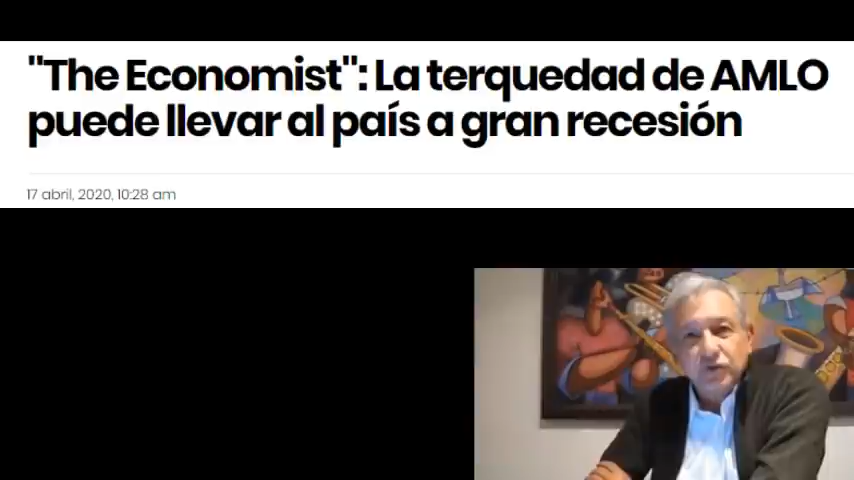 "The Economist": La terquedad de AMLO
puede llevar al país a gran recesión
17 abril, 2020, 10:28 am